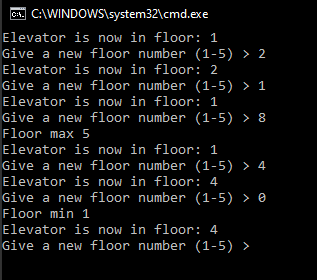 C:\WINDOWS\system32\cmd.exe
Elevator is now in floor: 1
Give a new floor number (1-5) > 2
Elevator is now in floor: 2
Give a new floor number (1-5) > 1
Elevator is now in floor: 1
Give a new floor number (1-5) > 8
Floor max 5
Elevator is now in floor: 1
Give a new floor number (1-5) > 4
Elevator is now in floor: 4
Give a new floor number (1-5) > 0
Floor min 1
Elevator is now in floor: 4
Give a new floor number (1-5) >